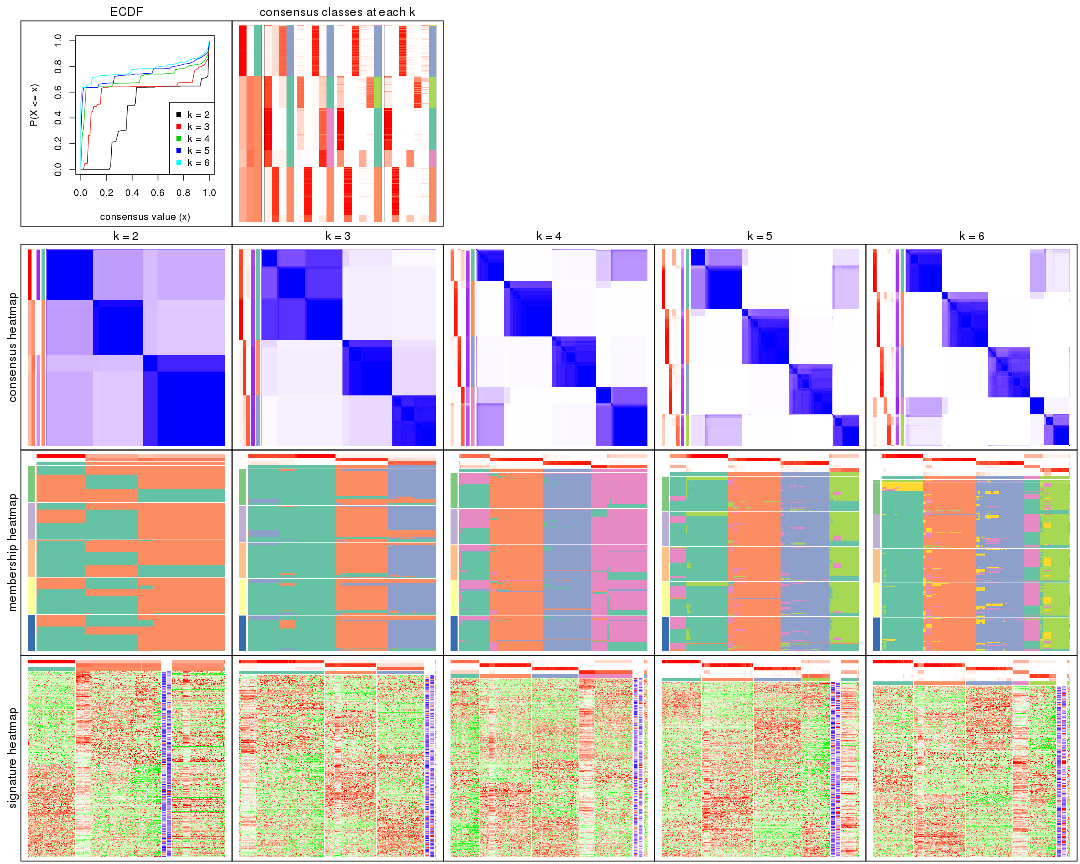 ECDF
consensus classes at each k
P(X <= x)
0.0 0.2 0.4 0.6 0.8 1.0
k = 2
k = 3
k = 4
k = 5
k = 6
0.0 0.2 0.4 0.6 0.8 1.0
consensus value (x)
k = 2
k = 3
k = 4
k = 5
k = 6
consensus heatmap
membership heatmap
signature heatmap